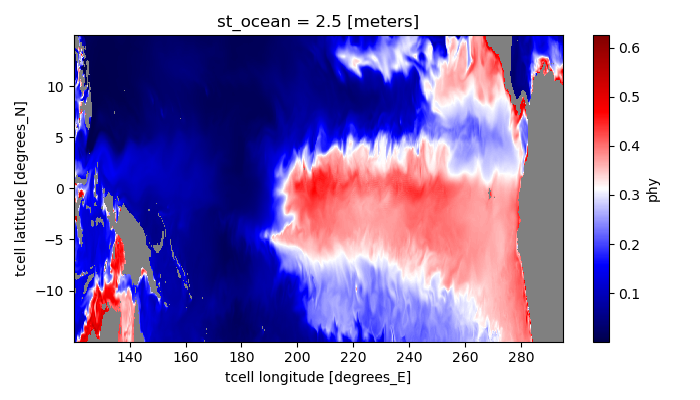 st_ocean = 2.5 [meters]
10
5
0
−5
−10
tcell latitude [degrees_N]
140 160 180 200 220 240 260 280
tcell longitude [degrees_E]
0.6
0.5
0.4
0.3
0.2
0.1
phy